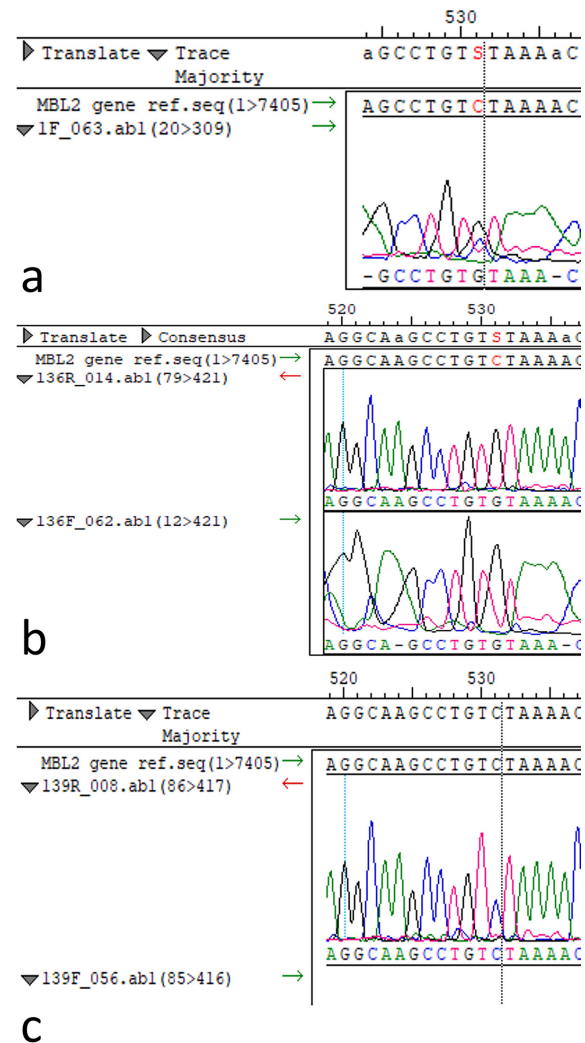 530
Translate Trace aGCCTGTSTAAAaC
Majority
MBL2 gene ref.seq(1>7405) AGCCTGTCTAAAAC
1F_063.ab1(20>309)
-GCCTGTGTAAA-C
a
520 530
Translate Consensus AGGCAaGCCTGTSTAAAaC
MBL2 gene ref.seq(1>7405) AGGCAAGCCTGTCTAAAAC
136R_014.ab1(79>421)
AGGCAAGCCTGTGTAAAAC
136F_062.ab1(12>421)
AGGCA-GCCTGTGTAAA-C
b
520 530
Translate Trace AGGCAAGCCTGTCTAAAAC
Majority
MBL2 gene ref.seq(1>7405) AGGCAAGCCTGTCTAAAAC
139R_008.ab1(86>417)
AGGCAAGCCTGTCTAAAAC
139F_056.ab1(85>416)
c